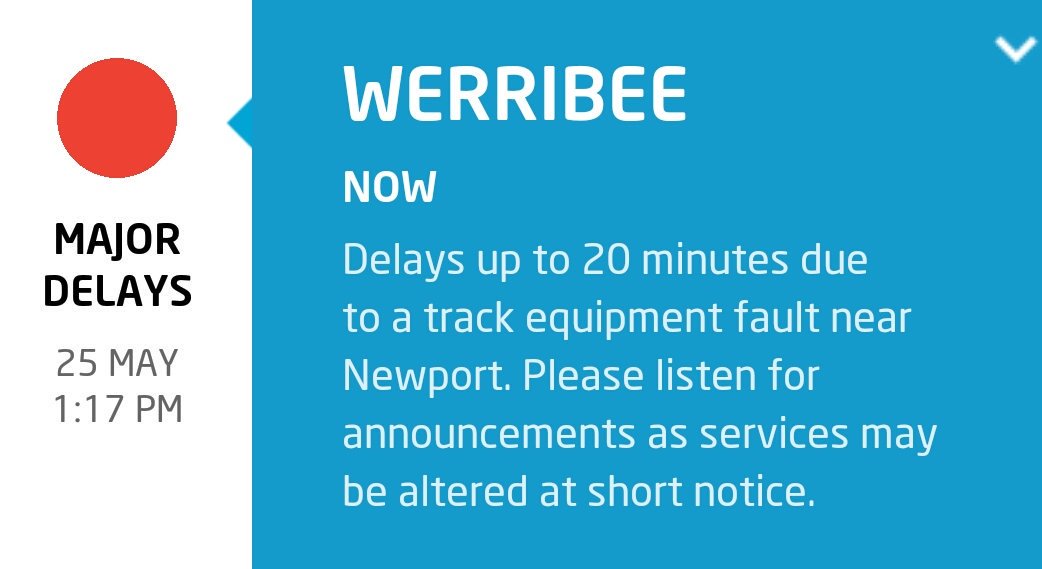 MAJOR
DELAYS
25 MAY
1:17 PM
WERRIBEE
NOW
Delays up to 20 minutes due
to a track equipment fault near
Newport. Please listen for
announcements as services may
be altered at short notice.